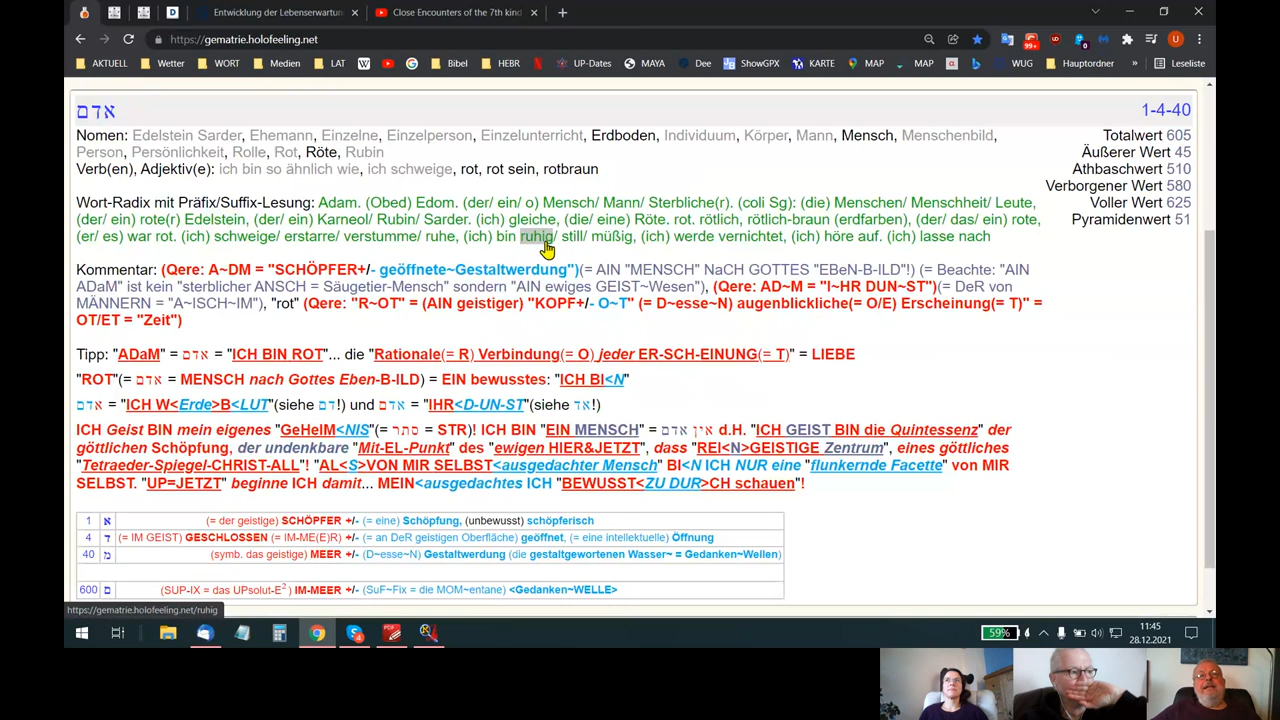 Entwicklung der Lebenserwartun
Close Encounters of the 7th kind
https://gematrie.holofeeling.net
99+
0
U
AKTUELL
Wetter
WORT
Medien
LAT
Bibel
HEBR
UP-Dates
MAYA
Dee
ShowGPX
KARTE
MAP
MAP
WUG
Hauptordner
Leseliste
אדם
1-4-40
Nomen: Edelstein Sarder, Ehemann, Einzelne, Einzelperson, Einzelunterricht, Erdboden, Individuum, Körper, Mann, Mensch, Menschenbild,
Person, Persönlichkeit, Rolle, Rot, Röte, Rubin
Verb(en), Adjektiv(e): ich bin so ähnlich wie, ich schweige, rot, rot sein, rotbraun
Totalwert 605
Äußerer Wert 45
Athbaschwert 510
Verborgener Wert 580
Voller Wert 625
Pyramidenwert 51
Wort-Radix mit Präfix/Suffix-Lesung: Adam. (Obed) Edom. (der/ ein/ o) Mensch/ Mann/ Sterbliche(r). (coli Sg): (die) Menschen/ Menschheit/ Leute,
(der/ ein) rote(r) Edelstein, (der/ ein) Karneol/ Rubin/ Sarder. (ich) gleiche, (die/ eine) Röte. rot. rötlich, rötlich-braun (erdfarben), (der/ das/ ein) rote,
(er/ es) war rot. (ich) schweige/ erstarre/ verstumme/ ruhe, (ich) bin ruhig/ still/ müßig, (ich) werde vernichtet, (ich) höre auf. (ich) lasse nach
Kommentar: (Qere: A~DM = "SCHÖPFER+/- geöffnete~Gestaltwerdung")(= AIN "MENSCH" NaCH GOTTES "EBeN-B-ILD"!) (= Beachte: "AIN
ADaM" ist kein "sterblicher ANSCH = Säugetier-Mensch" sondern "AIN ewiges GEIST~Wesen"), (Qere: AD~M = "I~HR DUN~ST")(= DeR von
MÄNNERN = "A~ISCH~IM"), "rot" (Qere: "R~OT" = (AIN geistiger) "KOPF+/- O~T" (= D~esse~N) augenblickliche(= O/E) Erscheinung(= T)" =
OT/ET = "Zeit")
Tipp: "ADaM" = אדם = "ICH BIN ROT"... die "Rationale(= R) Verbindung(= O) jeder ER-SCH-EINUNG(= T)" = LIEBE
"ROT"(= אדם = MENSCH nach Gottes Eben-B-ILD) = EIN bewusstes: "ICH BI<N"
אדם = "ICH W<Erde>B<LUT"(siehe דם!) und אדם = "IHR<D-UN-ST"(siehe אד!)
ICH Geist BIN mein eigenes "GeHeIM<NIS"(= סתר = STR)! ICH BIN "EIN MENSCH" = אין אדם d.H. "ICH GEIST BIN die Quintessenz" der
göttlichen Schöpfung, der undenkbare "Mit-EL-Punkt" des "ewigen HIER&JETZT", dass "REI<N>GEISTIGE Zentrum", eines göttliches
"Tetraeder-Spiegel-CHRIST-ALL"! "AL<S>VON MIR SELBST<ausgedachter Mensch" BI<N ICH NUR eine "flunkernde Facette" von MIR
SELBST. "UP=JETZT" beginne ICH damit... MEIN<ausgedachtes ICH "BEWUSST<ZU DUR>CH schauen"!
1 א (= der geistige) SCHÖPFER +/- (= eine) Schöpfung, (unbewusst) schöpferisch
4 ד (= IM GEIST) GESCHLOSSEN (= IM-ME(E)R) +/- (= an DeR geistigen Oberfläche) geöffnet, (= eine intellektuelle) Öffnung
40 מ (symb. das geistige) MEER +/- (D~esse~N) Gestaltwerdung (die gestaltgewortenen Wasser~ = Gedanken~Wellen)
600 ם (SUP-IX = das UPsolut-E2) IM-MEER +/- (SuF~Fix = die MOM~entane) <Gedanken~WELLE>
https://gematrie.holofeeling.net/ruhig
59%
11:45
28.12.2021